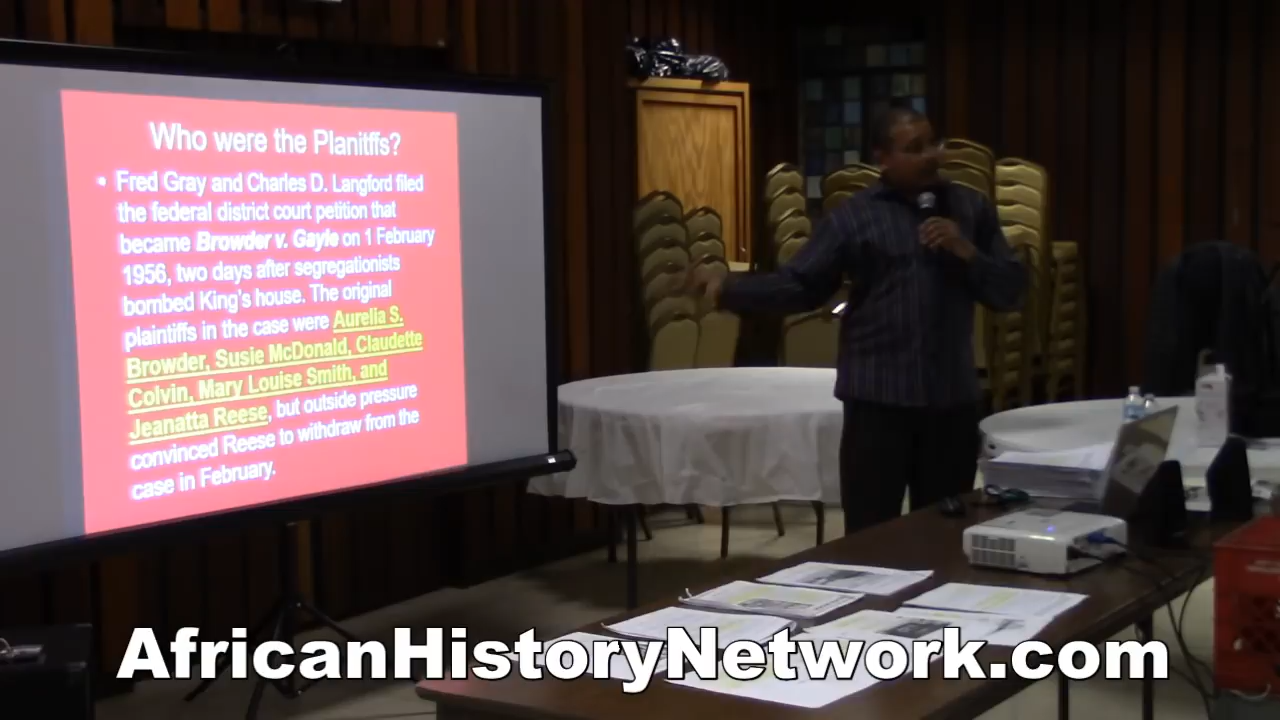 Who were the Planitffs?
• Fred Gray and Charles D. Langford filed
the federal district court petition that
became Browder v. Gayle on 1 February
1956, two days after segregationists
bombed King's house. The original
plaintiffs in the case were Aurelia S.
Browder, Susie McDonald, Claudette
Colvin, Mary Louise Smith, and
Jeanatta Reese, but outside pressure
convinced Reese to withdraw from the
case in February.
AfricanHistoryNetwork.com